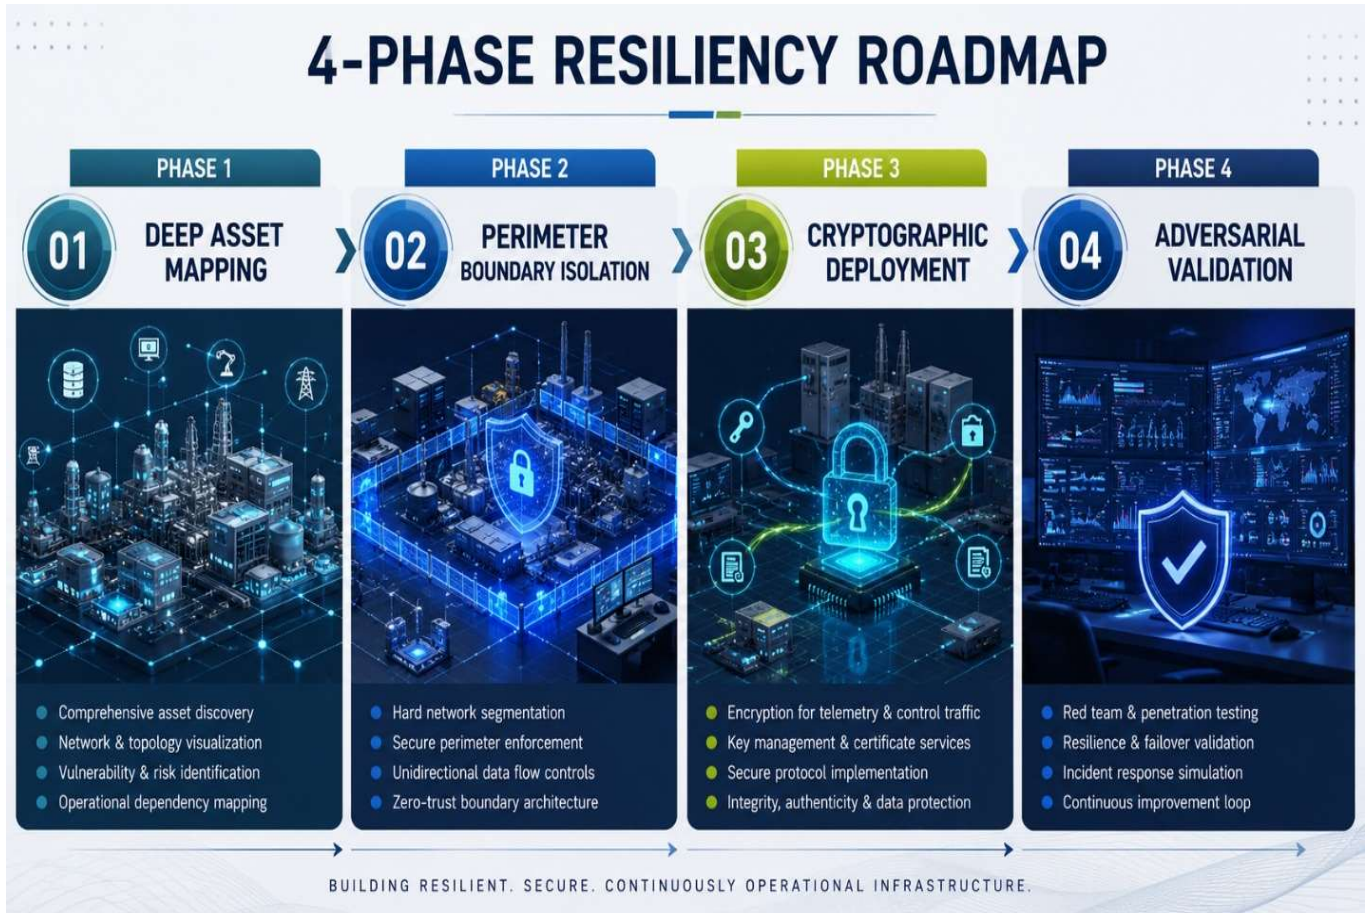 4-PHASE RESILIENCY ROADMAP
PHASE 1
01
DEEP ASSET
MAPPING
Comprehensive asset discovery
Network & topology visualization
Vulnerability & risk identification
Operational dependency mapping
PHASE 2
02
PERIMETER
BOUNDARY ISOLATION
Hard network segmentation
Secure perimeter enforcement
Unidirectional data flow controls
Zero-trust boundary architecture
PHASE 3
03
CRYPTOGRAPHIC
DEPLOYMENT
Encryption for telemetry & control traffic
Key management & certificate services
Secure protocol implementation
Integrity, authenticity & data protection
PHASE 4
04
ADVERSARIAL
VALIDATION
Red team & penetration testing
Resilience & failover validation
Incident response simulation
Continuous improvement loop
BUILDING RESILIENT. SECURE. CONTINUOUSLY OPERATIONAL INFRASTRUCTURE.